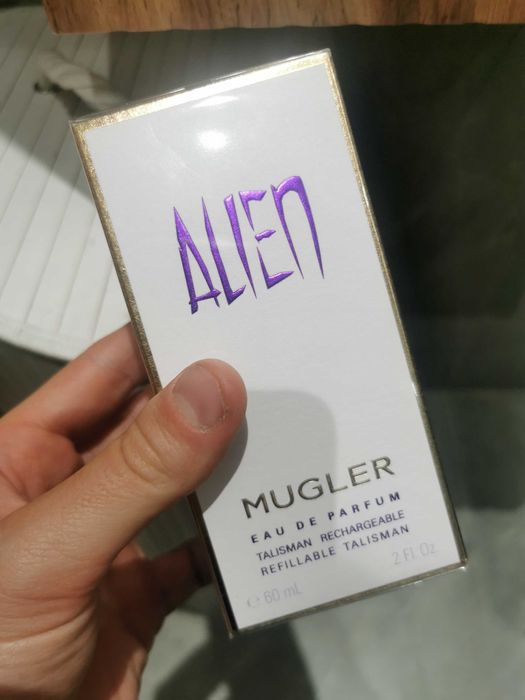 ALIEN
MUGLER
EAU DE PARFUM
TALISMAN RECHARGEABLE
REFILLABLE TALISMAN
℮ 60 mL 2 Fl Oz.